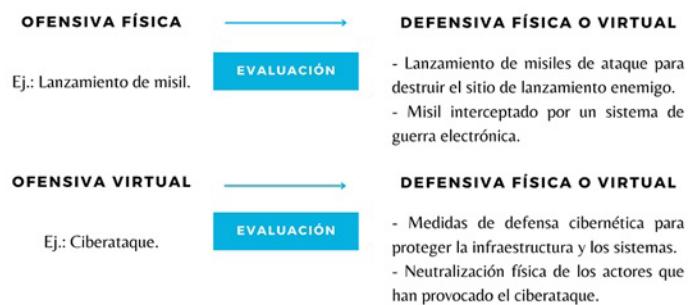 OFENSIVA FÍSICA
Ej.: Lanzamiento de misil.
EVALUACIÓN
DEFENSIVA FÍSICA O VIRTUAL
- Lanzamiento de misiles de ataque para
destruir el sitio de lanzamiento enemigo.
- Misil interceptado por un sistema de
guerra electrónica.
OFENSIVA VIRTUAL
Ej.: Ciberataque.
EVALUACIÓN
DEFENSIVA FÍSICA O VIRTUAL
- Medidas de defensa cibernética para
proteger la infraestructura y los sistemas.
- Neutralización física de los actores que
han provocado el ciberataque.